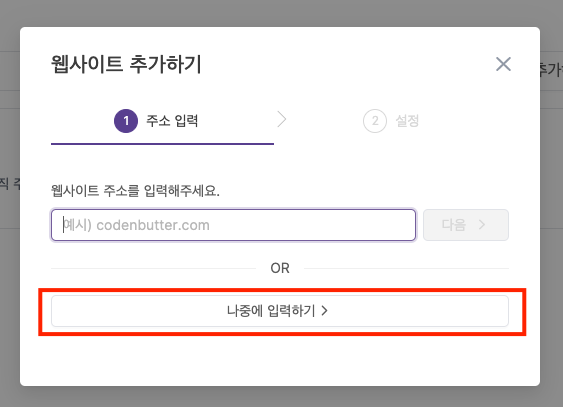 웹사이트 추가하기
추가
1 주소 입력
2 설정
직 주
웹사이트 주소를 입력해주세요.
예시) codenbutter.com
다음
OR
나중에 입력하기